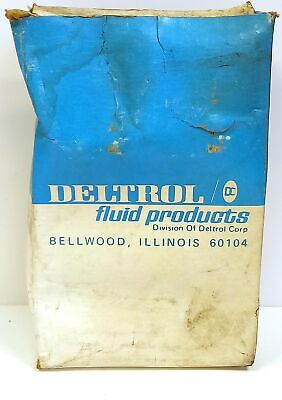 DELTROL / DC
fluid products
Division Of Deltrol Corp
BELLWOOD, ILLINOIS 60104